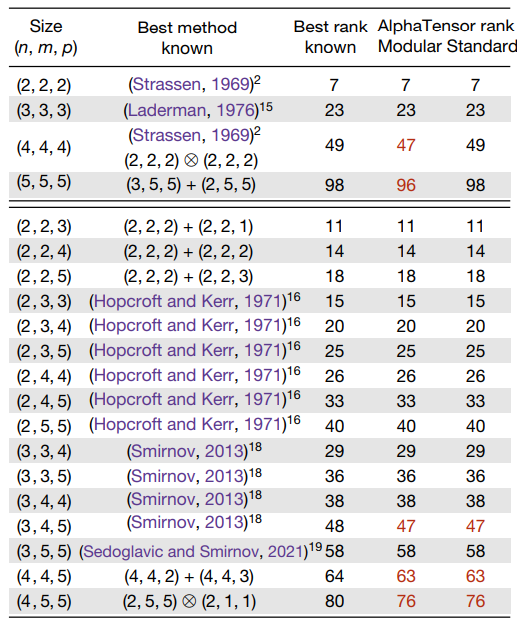 Size Best method Best rank AlphaTensor rank
(n, m, p) known known Modular Standard
(2, 2, 2) (Strassen, 1969)2 7 7 7
(3, 3, 3) (Laderman, 1976)15 23 23 23
(4, 4, 4) (Strassen, 1969)2 49 47 49
(2, 2, 2) ⊗ (2, 2, 2)
(5, 5, 5) (3, 5, 5) + (2, 5, 5) 98 96 98
(2, 2, 3) (2, 2, 2) + (2, 2, 1) 11 11 11
(2, 2, 4) (2, 2, 2) + (2, 2, 2) 14 14 14
(2, 2, 5) (2, 2, 2) + (2, 2, 3) 18 18 18
(2, 3, 3) (Hopcroft and Kerr, 1971)16 15 15 15
(2, 3, 4) (Hopcroft and Kerr, 1971)16 20 20 20
(2, 3, 5) (Hopcroft and Kerr, 1971)16 25 25 25
(2, 4, 4) (Hopcroft and Kerr, 1971)16 26 26 26
(2, 4, 5) (Hopcroft and Kerr, 1971)16 33 33 33
(2, 5, 5) (Hopcroft and Kerr, 1971)16 40 40 40
(3, 3, 4) (Smirnov, 2013)18 29 29 29
(3, 3, 5) (Smirnov, 2013)18 36 36 36
(3, 4, 4) (Smirnov, 2013)18 38 38 38
(3, 4, 5) (Smirnov, 2013)18 48 47 47
(3, 5, 5) (Sedoglavic and Smirnov, 2021)19 58 58 58
(4, 4, 5) (4, 4, 2) + (4, 4, 3) 64 63 63
(4, 5, 5) (2, 5, 5) ⊗ (2, 1, 1) 80 76 76